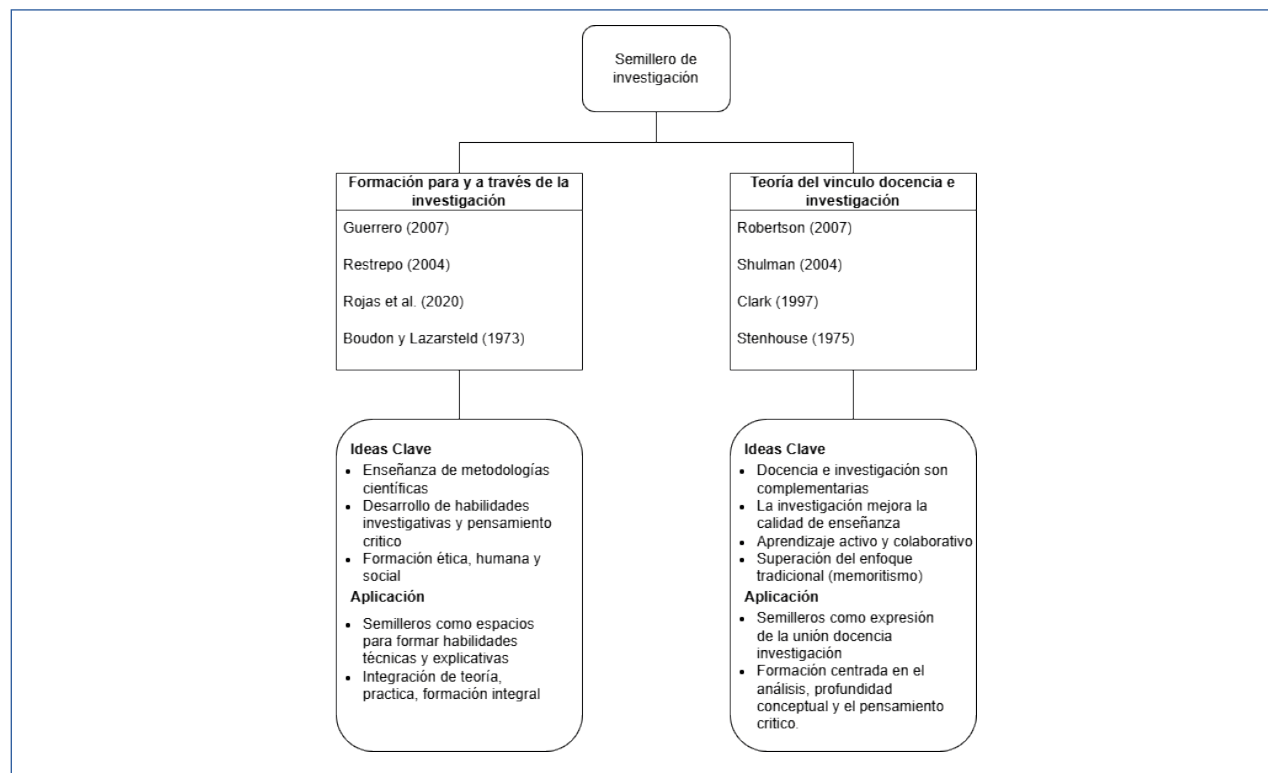 Semillero de
investigación
Formación para y a través de la
investigación
Guerrero (2007)
Restrepo (2004)
Rojas et al. (2020)
Boudon y Lazarsteld (1973)
Ideas Clave
• Enseñanza de metodologías
científicas
• Desarrollo de habilidades
investigativas y pensamiento
critico
• Formación ética, humana y
social
Aplicación
• Semilleros como espacios
para formar habilidades
técnicas y explicativas
• Integración de teoría,
practica, formación integral
Teoría del vinculo docencia e
investigación
Robertson (2007)
Shulman (2004)
Clark (1997)
Stenhouse (1975)
Ideas Clave
• Docencia e investigación son
complementarias
• La investigación mejora la
calidad de enseñanza
• Aprendizaje activo y colaborativo
• Superación del enfoque
tradicional (memoritismo)
Aplicación
• Semilleros como expresión
de la unión docencia
investigación
• Formación centrada en el
análisis, profundidad
conceptual y el pensamiento
critico.